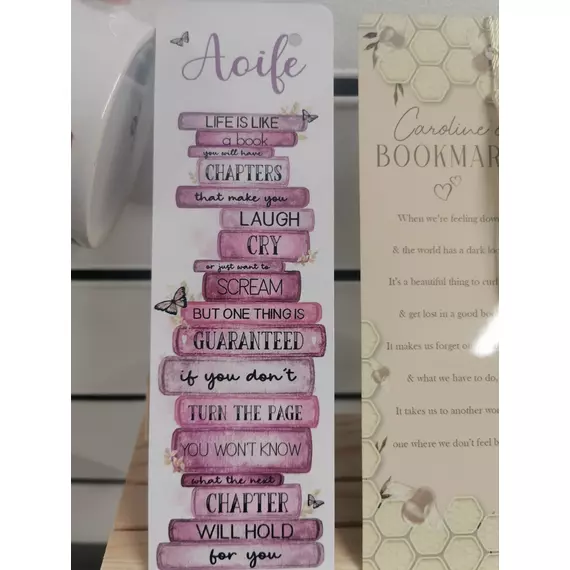 Aoife
LIFE IS LIKE
a book
you will have
CHAPTERS
that make you
LAUGH
CRY
or just want to
SCREAM
BUT ONE THING IS
GUARANTEED
if you don't
TURN THE PAGE
YOU WON'T KNOW
what the next
CHAPTER
WILL HOLD
for you
Caroline
BOOKMAR
When we're feeling dow
& the world has a dark
It's a beautiful thing to
& get lost in a good
It makes us forget
& what we have to do,
It takes us to another
one where we don't feel